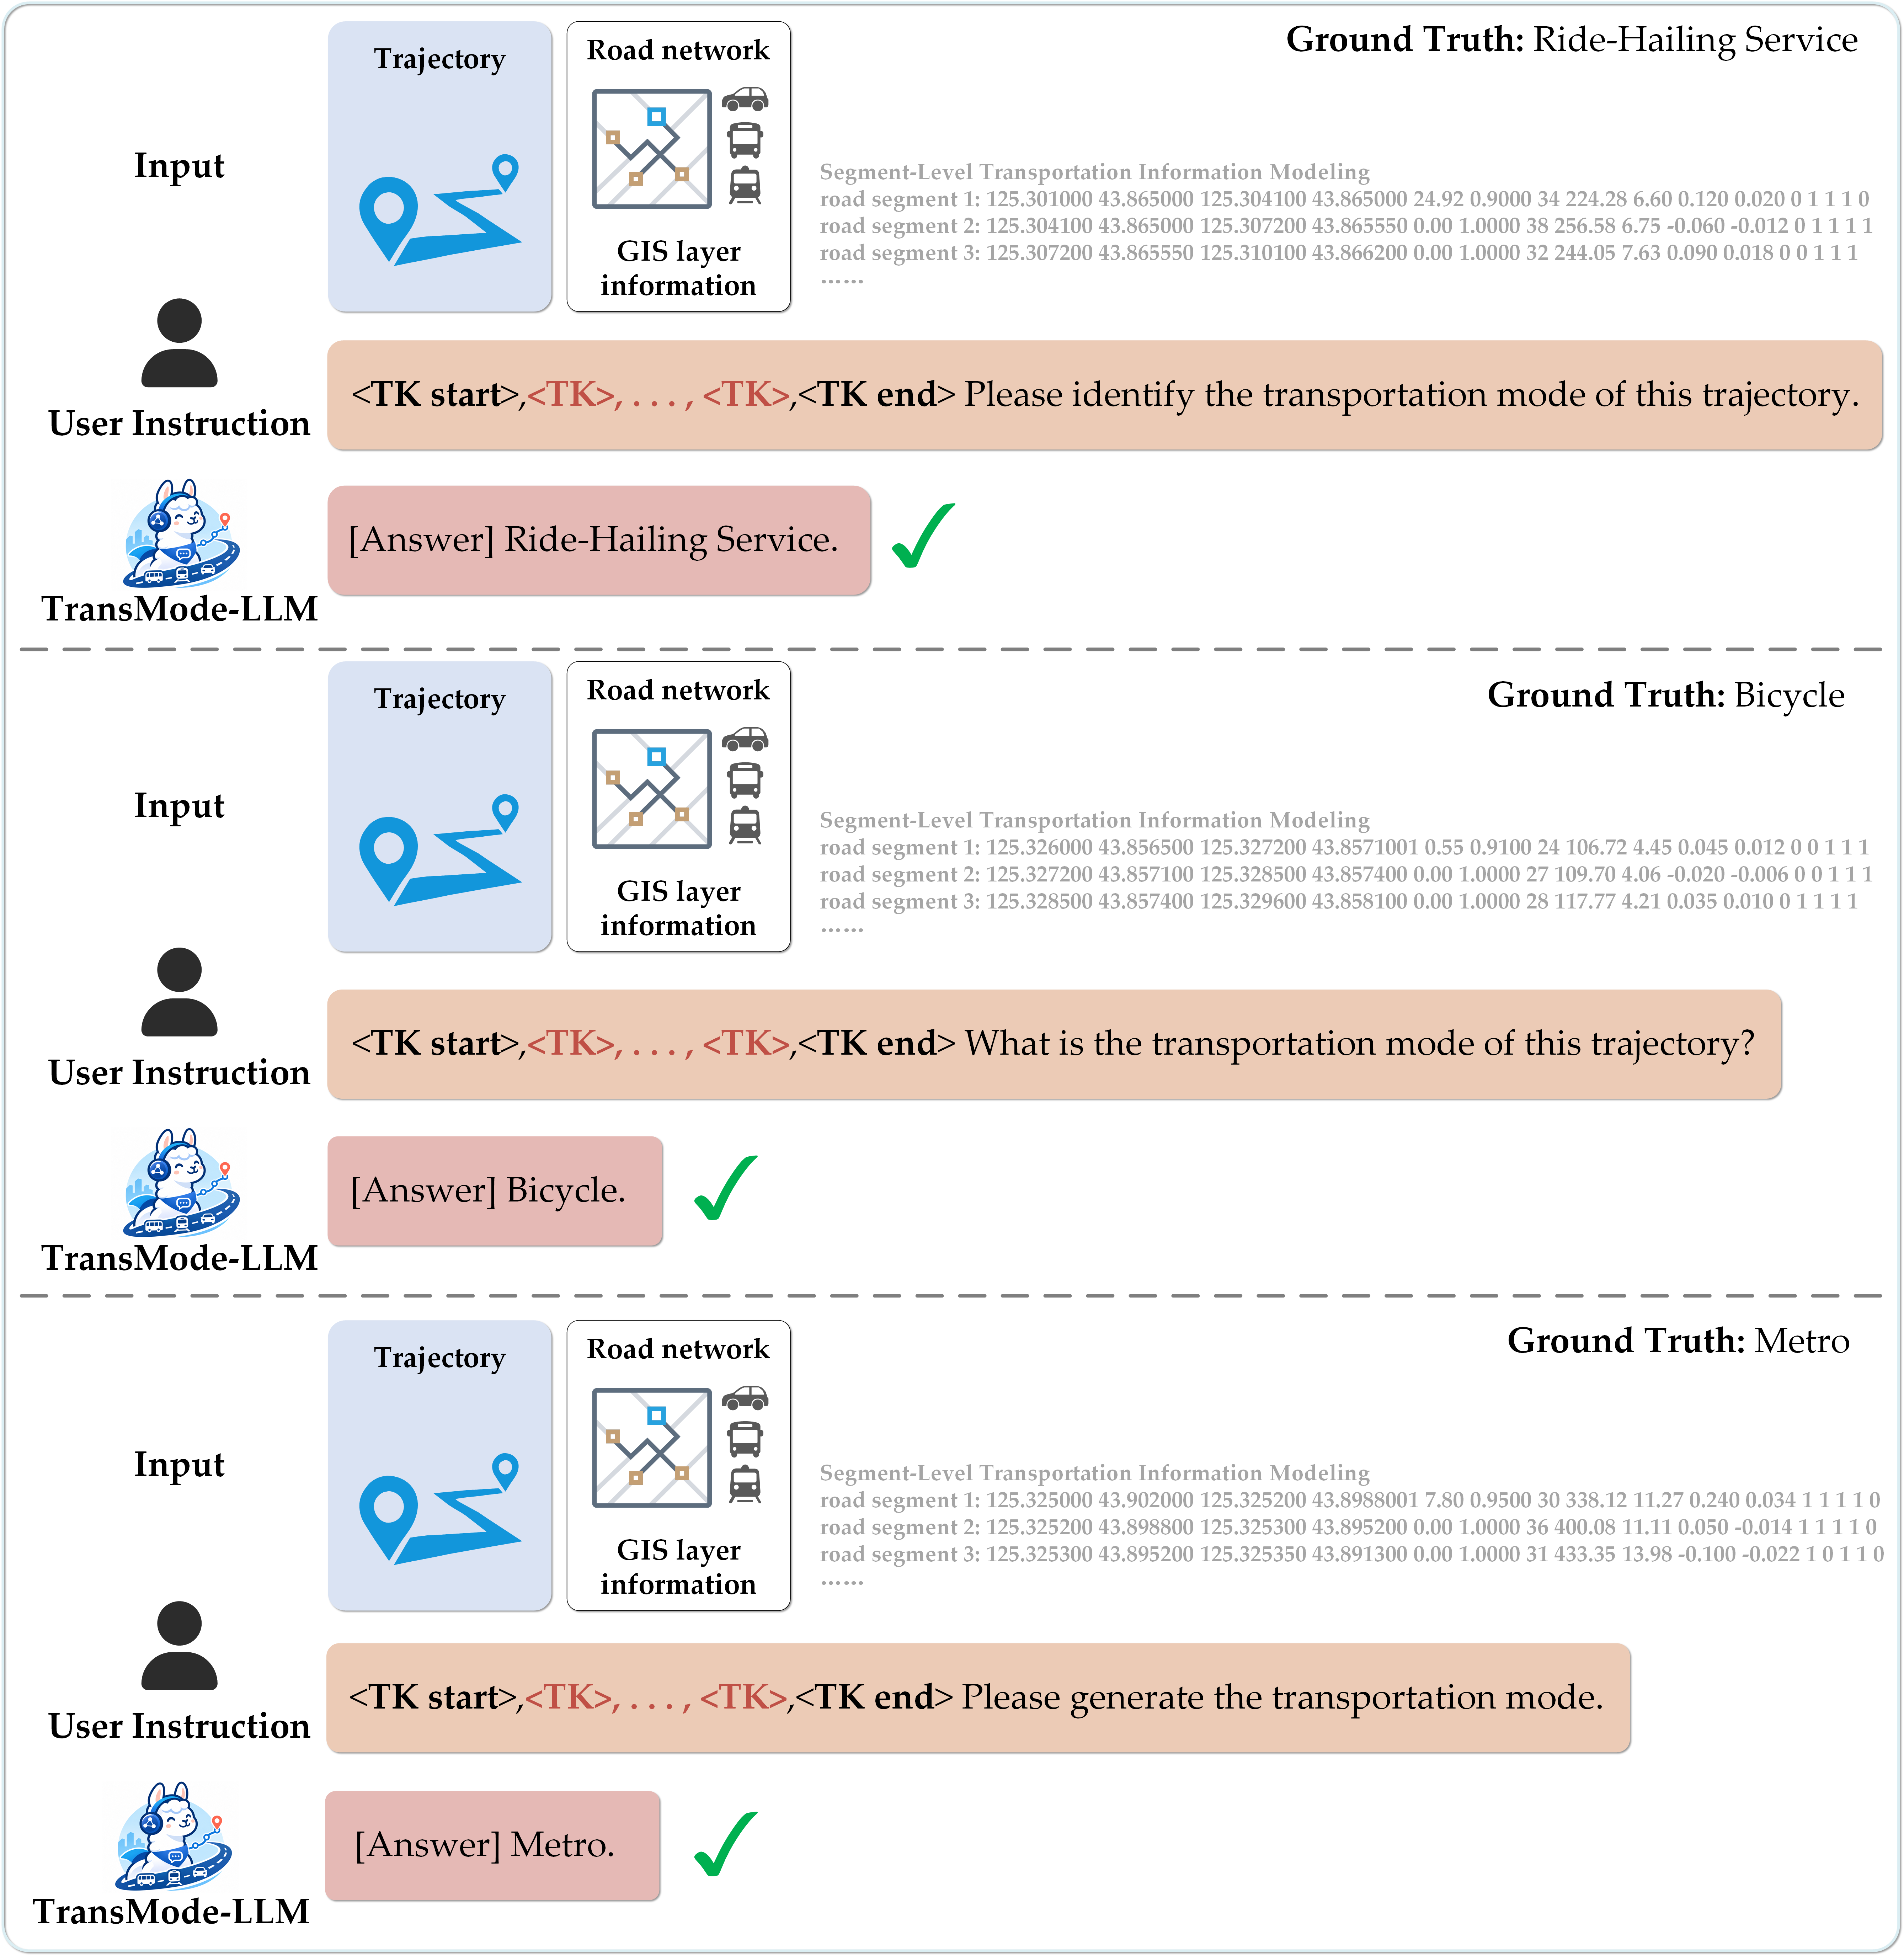 Trajectory
Road network
GIS layer
information
Ground Truth: Ride-Hailing Service
Input
Segment-Level Transportation Information Modeling
road segment 1: 125.301000 43.865000 125.304100 43.865000 24.92 0.9000 34 224.28 6.60 0.120 0.020 0 1 1 1 0
road segment 2: 125.304100 43.865000 125.307200 43.865550 0.00 1.0000 38 256.58 6.75 -0.060 -0.012 0 1 1 1 1
road segment 3: 125.307200 43.865550 125.310100 43.866200 0.00 1.0000 32 244.05 7.63 0.090 0.018 0 0 1 1 1
……
User Instruction
<TK start>,<TK>, . . . , <TK>,<TK end> Please identify the transportation mode of this trajectory.
TransMode-LLM
[Answer] Ride-Hailing Service.
Trajectory
Road network
GIS layer
information
Ground Truth: Bicycle
Input
Segment-Level Transportation Information Modeling
road segment 1: 125.326000 43.856500 125.327200 43.8571001 0.55 0.9100 24 106.72 4.45 0.045 0.012 0 0 1 1 1
road segment 2: 125.327200 43.857100 125.328500 43.857400 0.00 1.0000 27 109.70 4.06 -0.020 -0.006 0 0 1 1 1
road segment 3: 125.328500 43.857400 125.329600 43.858100 0.00 1.0000 28 117.77 4.21 0.035 0.010 0 1 1 1 1
……
User Instruction
<TK start>,<TK>, . . . , <TK>,<TK end> What is the transportation mode of this trajectory?
TransMode-LLM
[Answer] Bicycle.
Trajectory
Road network
GIS layer
information
Ground Truth: Metro
Input
Segment-Level Transportation Information Modeling
road segment 1: 125.325000 43.902000 125.325200 43.8988001 7.80 0.9500 30 338.12 11.27 0.240 0.034 1 1 1 1 0
road segment 2: 125.325200 43.898800 125.325300 43.895200 0.00 1.0000 36 400.08 11.11 0.050 -0.014 1 1 1 1 0
road segment 3: 125.325300 43.895200 125.325350 43.891300 0.00 1.0000 31 433.35 13.98 -0.100 -0.022 1 0 1 1 0
……
User Instruction
<TK start>,<TK>, . . . , <TK>,<TK end> Please generate the transportation mode.
TransMode-LLM
[Answer] Metro.